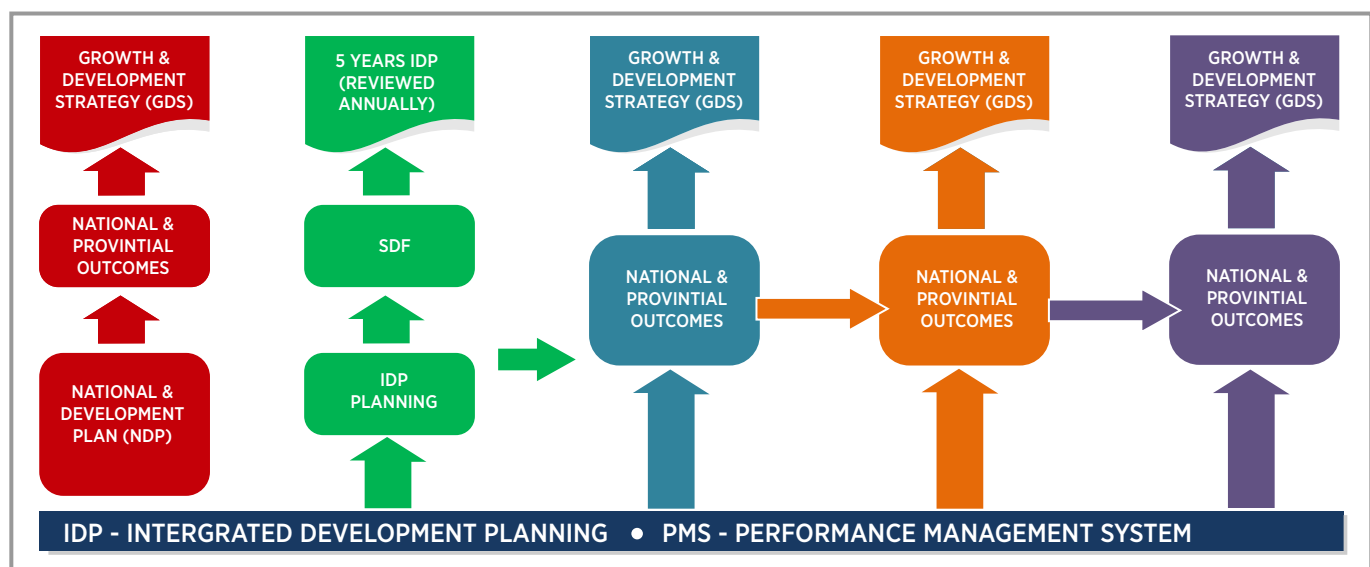 GROWTH &
DEVELOPMENT
STRATEGY (GDS)
NATIONAL &
PROVINTIAL
OUTCOMES
NATIONAL &
DEVELOPMENT
PLAN (NDP)
5 YEARS IDP
(REVIEWED
ANNUALLY)
SDF
IDP
PLANNING
GROWTH &
DEVELOPMENT
STRATEGY (GDS)
NATIONAL &
PROVINTIAL
OUTCOMES
GROWTH &
DEVELOPMENT
STRATEGY (GDS)
NATIONAL &
PROVINTIAL
OUTCOMES
GROWTH &
DEVELOPMENT
STRATEGY (GDS)
NATIONAL &
PROVINTIAL
OUTCOMES
IDP - INTERGRATED DEVELOPMENT PLANNING ● PMS - PERFORMANCE MANAGEMENT SYSTEM